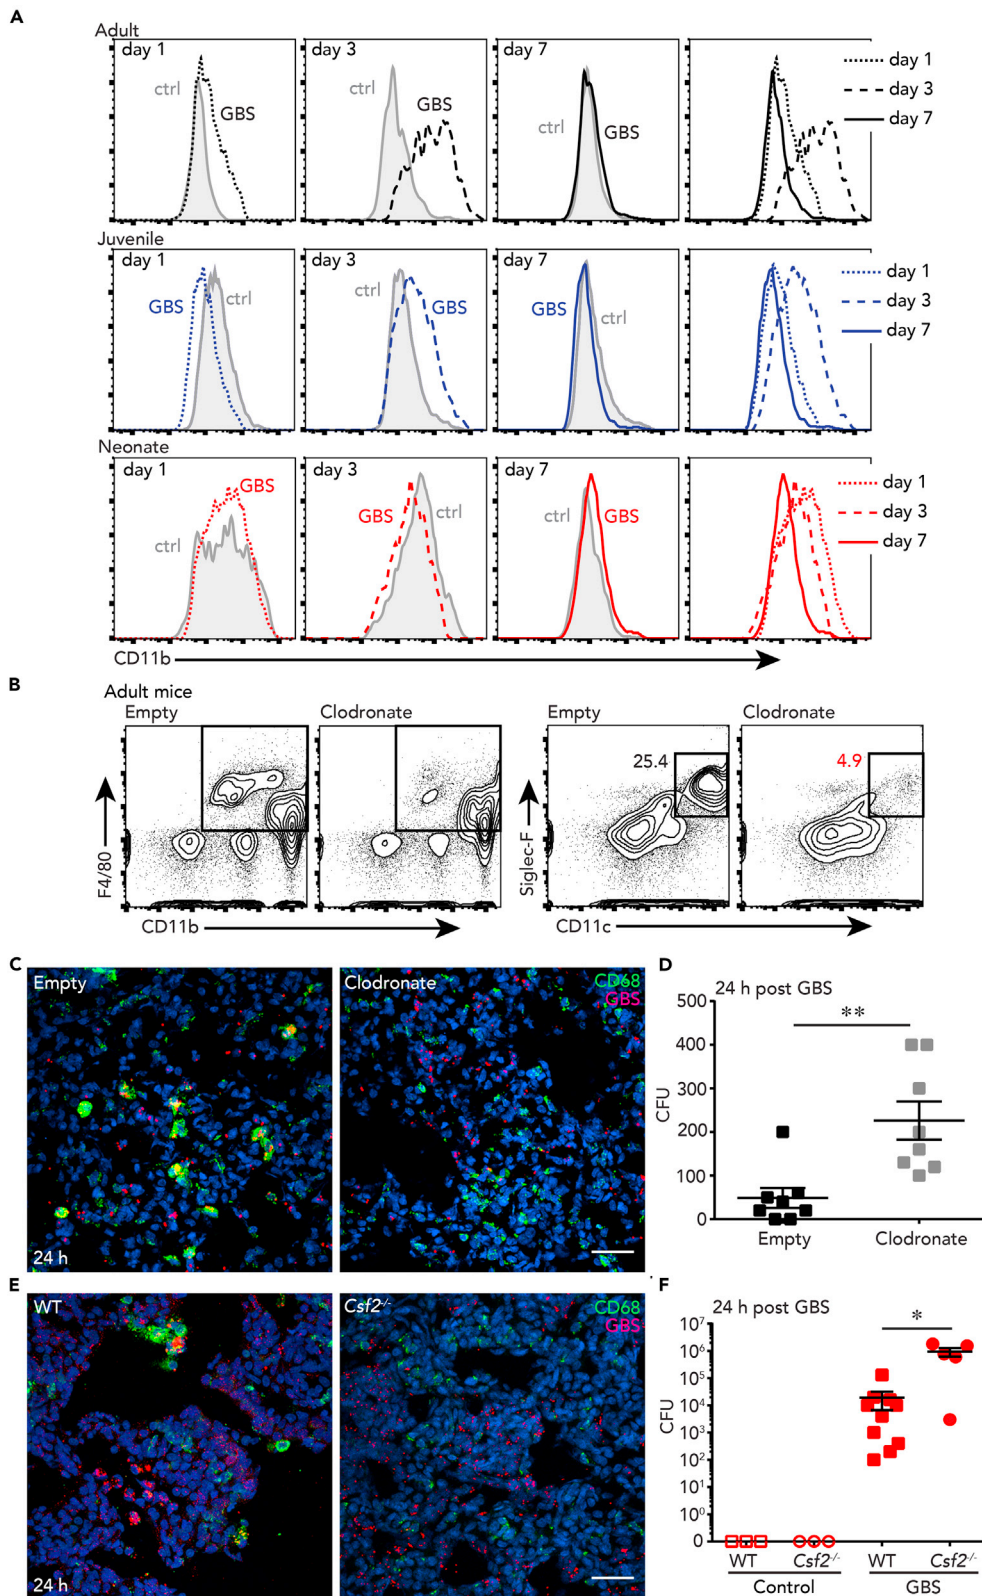 A
Adult
day 1
day 3
day 7
ctrl
GBS
ctrl
GBS
ctrl
GBS
day 1
day 3
day 7
Juvenile
day 1
day 3
day 7
GBS
ctrl
ctrl
GBS
GBS
ctrl
day 1
day 3
day 7
Neonate
day 1
day 3
day 7
GBS
ctrl
GBS
ctrl
ctrl
GBS
day 1
day 3
day 7
CD11b
B
Adult mice
Empty
Clodronate
Empty
Clodronate
25.4
4.9
F4/80
Siglec-F
CD11b
CD11c
C
Empty
Clodronate
CD68
GBS
24 h
D
24 h post GBS
500
400
300
200
100
0
CFU
**
Empty
Clodronate
E
WT
Csf2-/-
CD68
GBS
24 h
F
24 h post GBS
10⁷
10⁶
10⁵
10⁴
10³
10²
10¹
10⁰
0
CFU
*
WT
Csf2-/-
WT
Csf2-/-
Control
GBS